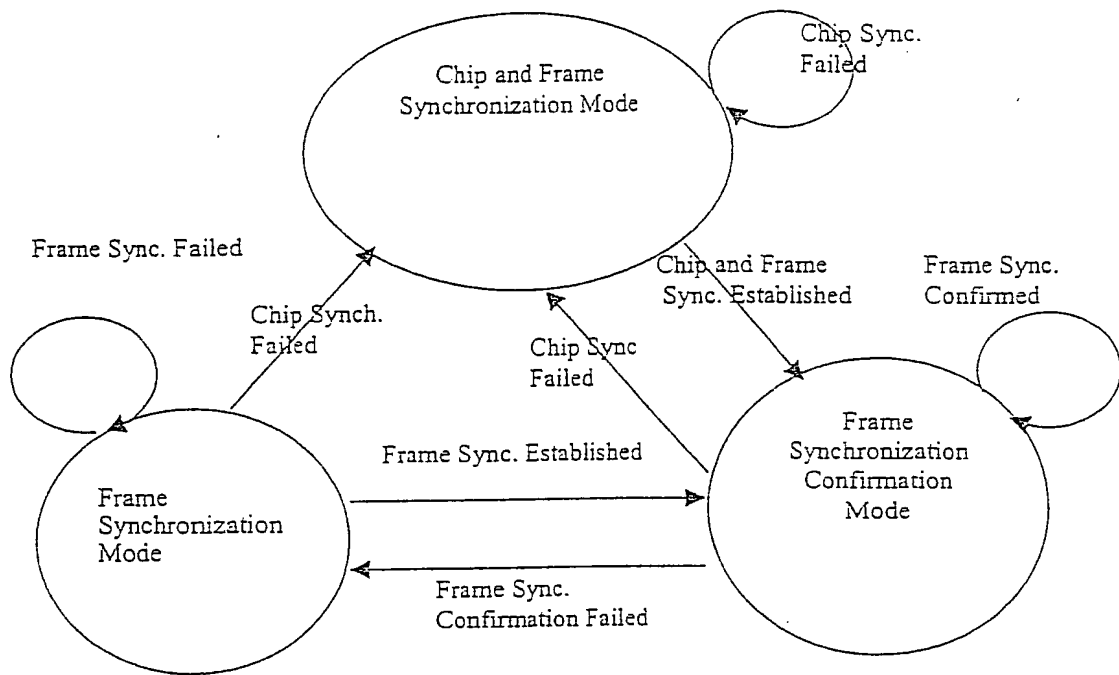 Chip Sync.
Failed
Chip and Frame
Synchronization Mode
Frame Sync. Failed
Chip and Frame
Sync. Established
Frame Sync.
Confirmed
Chip Synch.
Failed
Chip Sync
Failed
Frame
Synchronization
Confirmation
Mode
Frame Sync. Established
Frame
Synchronization
Mode
Frame Sync.
Confirmation Failed